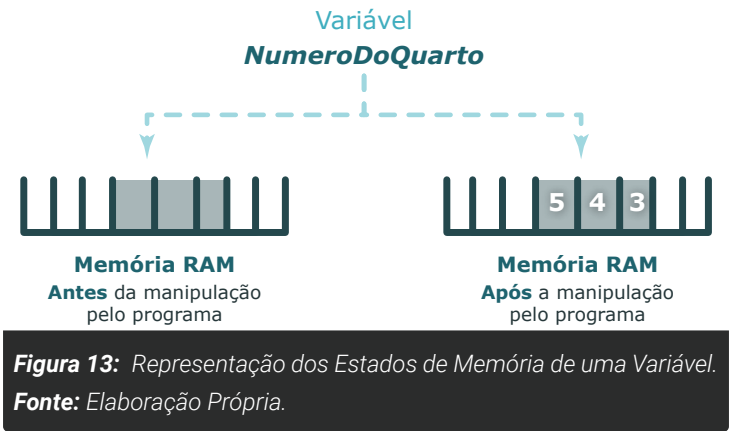 Variável
NumeroDoQuarto
5 4 3
Memória RAM
Antes da manipulação
pelo programa
Memória RAM
Após a manipulação
pelo programa
Figura 13: Representação dos Estados de Memória de uma Variável.
Fonte: Elaboração Própria.